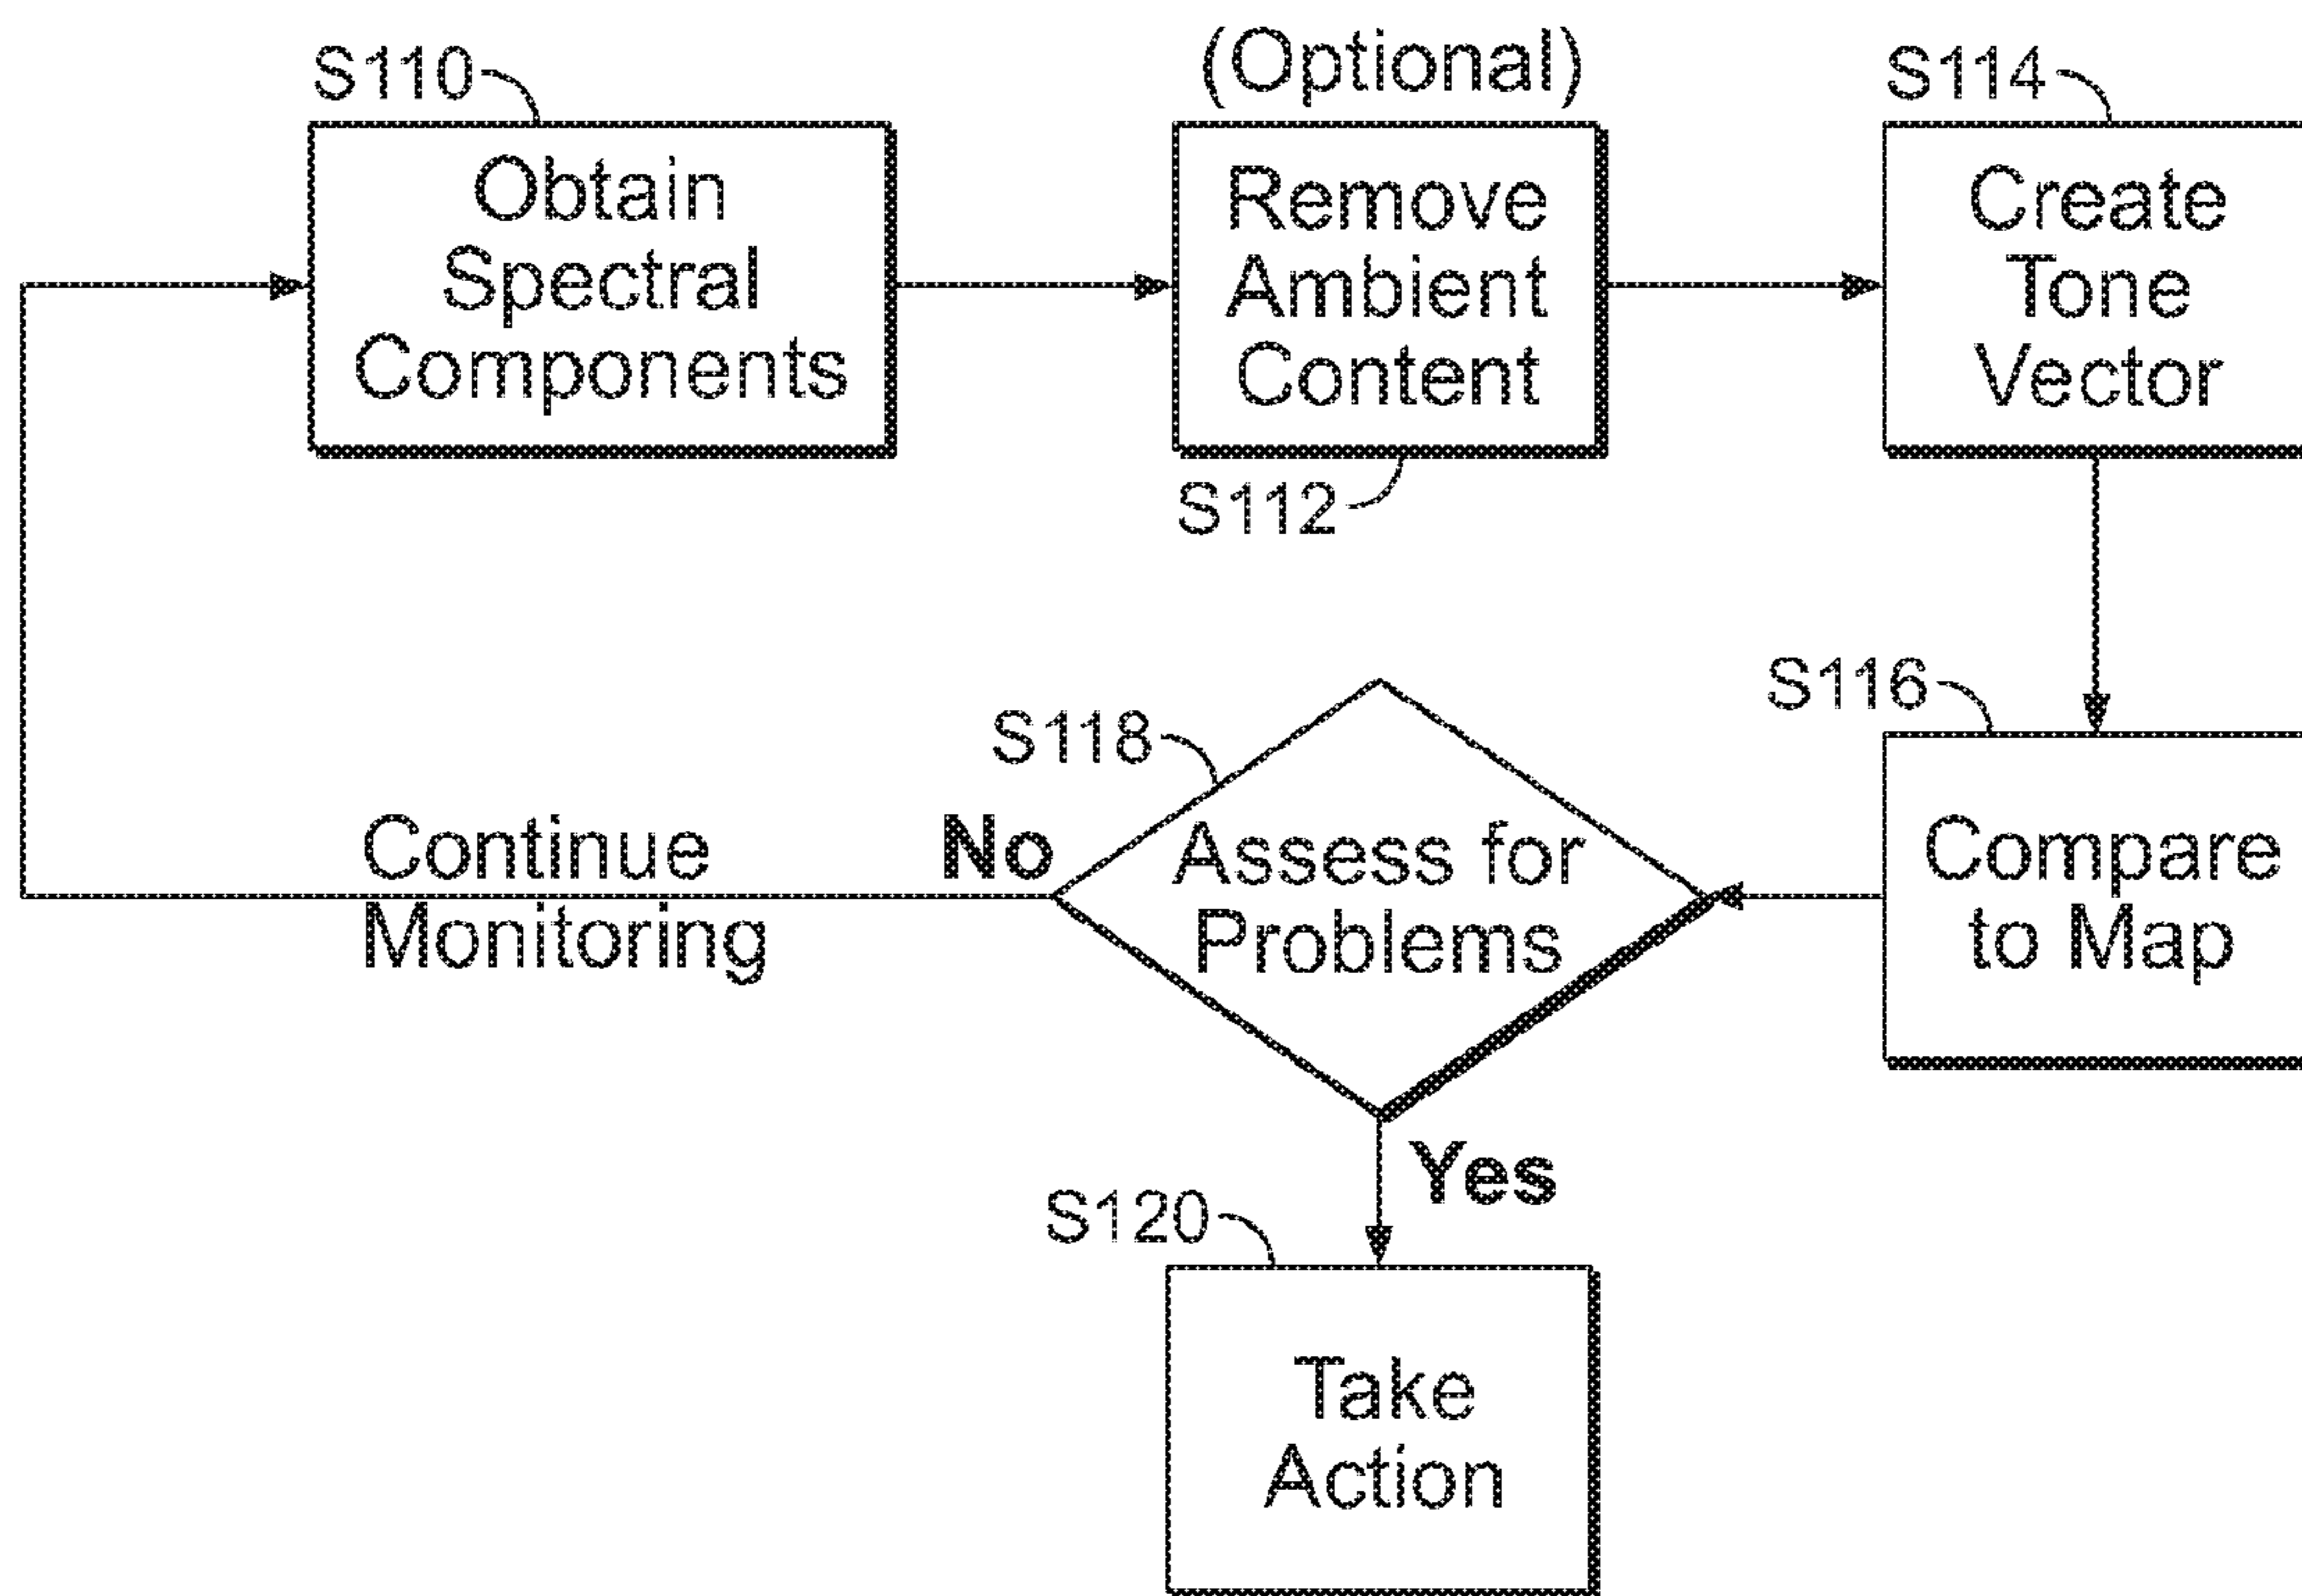 S110
Obtain
Spectral
Components
(Optional)
Remove
Ambient
Content
S112
S114
Create
Tone
Vector
S116
Compare
to Map
S118
Assess for
Problems
No
Continue
Monitoring
Yes
S120
Take
Action